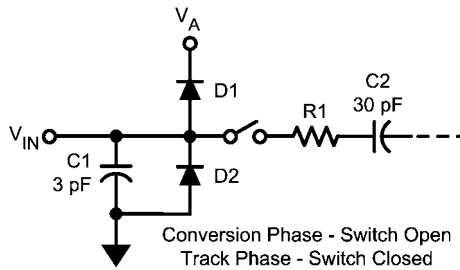 VA
D1
C2
30 pF
R1
VIN
C1
3 pF
D2
Conversion Phase - Switch Open
Track Phase - Switch Closed